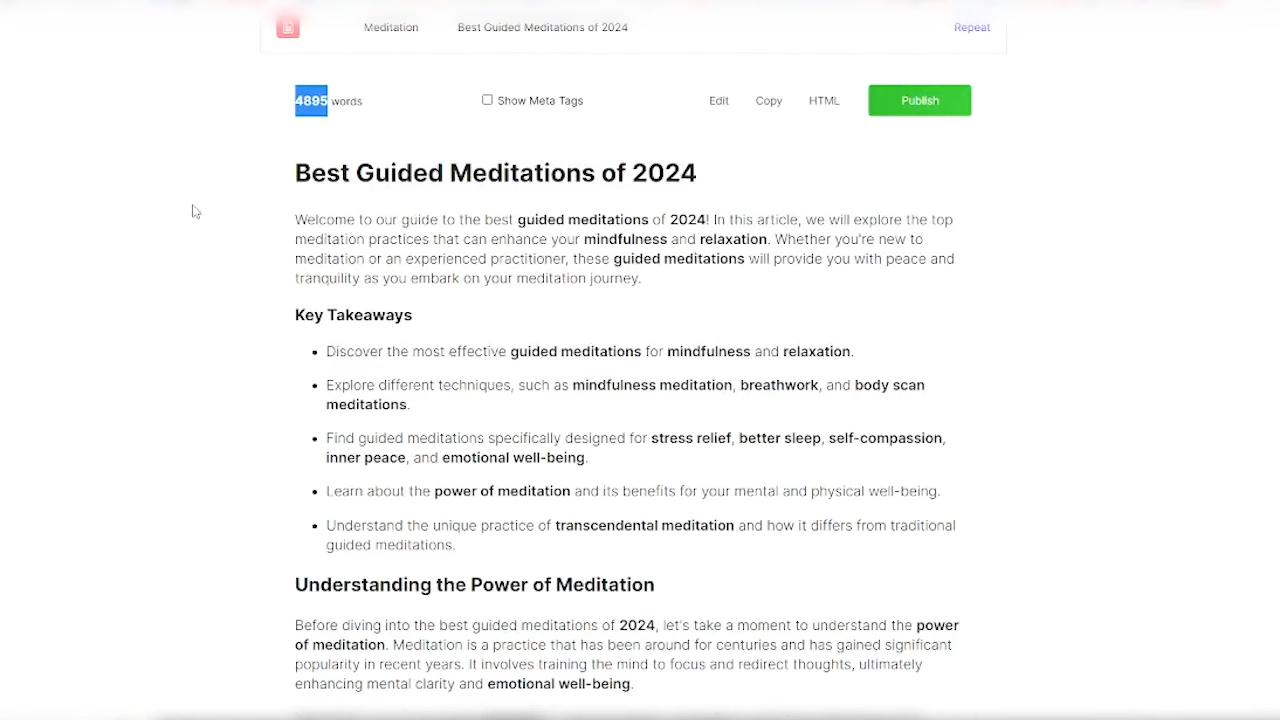 Meditation Best Guided Meditations of 2024 Repeat
4895 words Show Meta Tags Edit Copy HTML Publish
Best Guided Meditations of 2024
Welcome to our guide to the best guided meditations of 2024! In this article, we will explore the top
meditation practices that can enhance your mindfulness and relaxation. Whether you're new to
meditation or an experienced practitioner, these guided meditations will provide you with peace and
tranquility as you embark on your meditation journey.
Key Takeaways
• Discover the most effective guided meditations for mindfulness and relaxation.
• Explore different techniques, such as mindfulness meditation, breathwork, and body scan
meditations.
• Find guided meditations specifically designed for stress relief, better sleep, self-compassion,
inner peace, and emotional well-being.
• Learn about the power of meditation and its benefits for your mental and physical well-being.
• Understand the unique practice of transcendental meditation and how it differs from traditional
guided meditations.
Understanding the Power of Meditation
Before diving into the best guided meditations of 2024, let's take a moment to understand the power
of meditation. Meditation is a practice that has been around for centuries and has gained significant
popularity in recent years. It involves training the mind to focus and redirect thoughts, ultimately
enhancing mental clarity and emotional well-being.